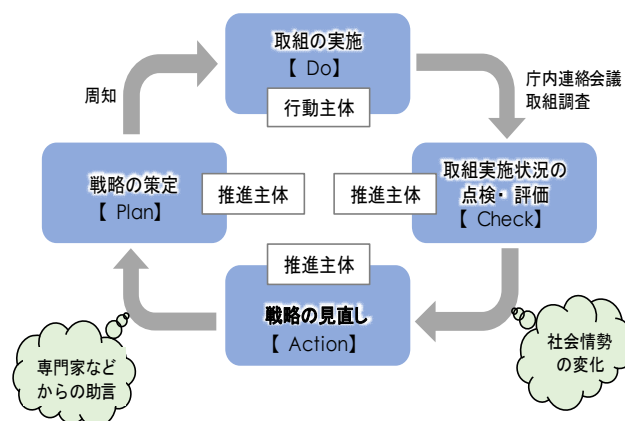 取組の実施
【 Do】
行動主体
周知
庁内連絡会議
取組調査
戦略の策定
【 Plan】
推進主体
推進主体
取組実施状況の
点検・評価
【 Check】
推進主体
戦略の見直し
【 Action】
専門家など
からの助言
社会情勢
の変化